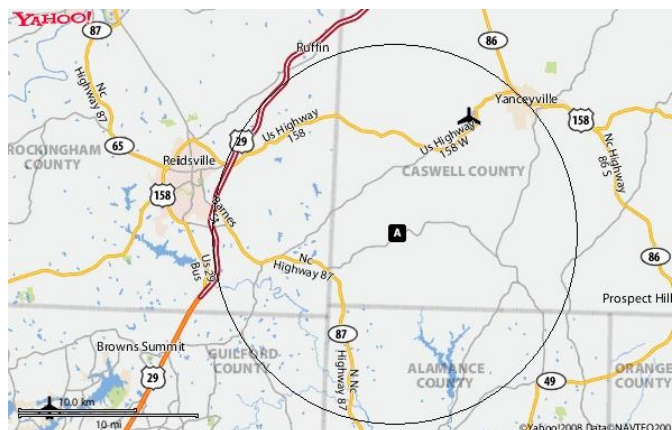 YAHOO!
87
Ruffin
86
Nc
Highway 87
Yanceyville
29
Us Highway
158
158
Us Highway
158 W
Nc Highway
86 S
ROCKINGHAM
COUNTY
65
Reidsville
CASWELL COUNTY
158
Barnes
St
A
Us 29
Bus
Nc
Highway 87
86
Prospect Hill
87
Browns Summit
GUILFORD
COUNTY
29
N Nc
Highway 87
ALAMANCE
COUNTY
ORANGE
COUNTY
49
10.0 km
10 mi
©Yahoo!2008, Data©NAVTEQ200